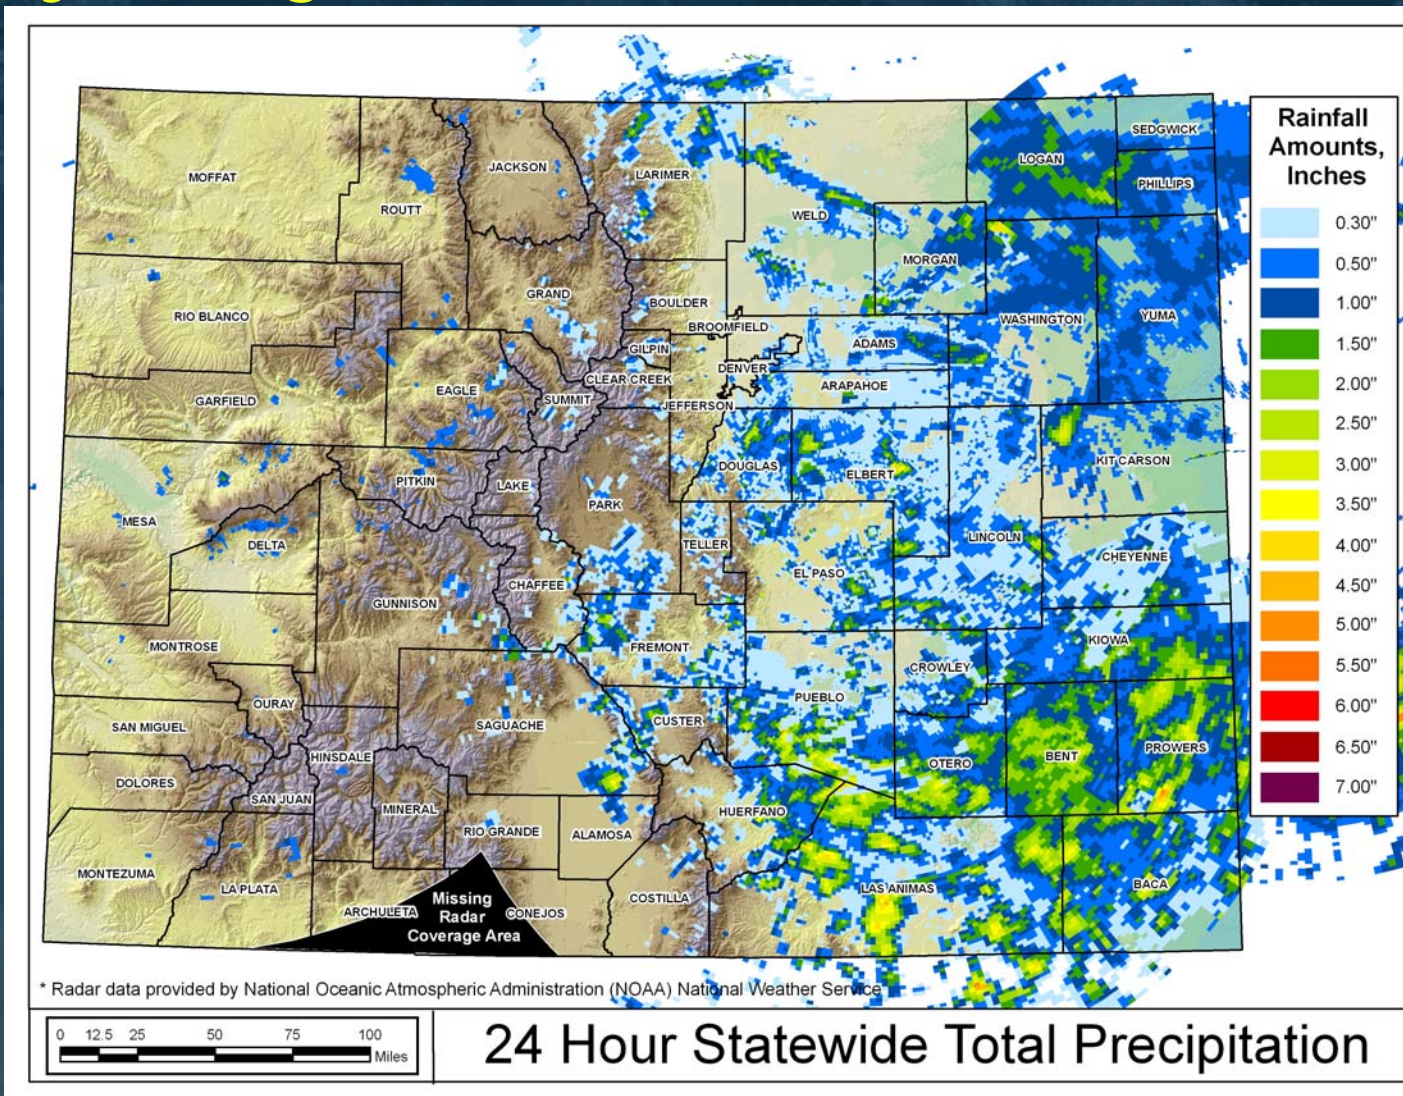 SEDGWICK
LOGAN
JACKSON
LARIMER
MOFFAT
PHILLIPS
ROUTT
WELD
MORGAN
GRAND
BOULDER
RIO BLANCO
YUMA
WASHINGTON
BROOMFIELD
ADAMS
GILPIN
DENVER
CLEAR CREEK
ARAPAHOE
EAGLE
SUMMIT
GARFIELD
JEFFERSON
KIT CARSON
DOUGLAS
ELBERT
PITKIN
LAKE
PARK
MESA
LINCOLN
DELTA
TELLER
CHEYENNE
EL PASO
CHAFFEE
GUNNISON
KIOWA
MONTROSE
FREMONT
CROWLEY
PUEBLO
OURAY
SAN MIGUEL
SAGUACHE
CUSTER
PROWERS
HINSDALE
BENT
OTERO
DOLORES
SAN JUAN
MINERAL
HUERFANO
RIO GRANDE
ALAMOSA
MONTEZUMA
LA PLATA
LAS ANIMAS
BACA
COSTILLA
ARCHULETA
CONEJOS
Missing
Radar
Coverage Area
Rainfall
Amounts,
Inches
0.30"
0.50"
1.00"
1.50"
2.00"
2.50"
3.00"
3.50"
4.00"
4.50"
5.00"
5.50"
6.00"
6.50"
7.00"
* Radar data provided by National Oceanic Atmospheric Administration (NOAA) National Weather Service
0 12.5 25 50 75 100
Miles
24 Hour Statewide Total Precipitation